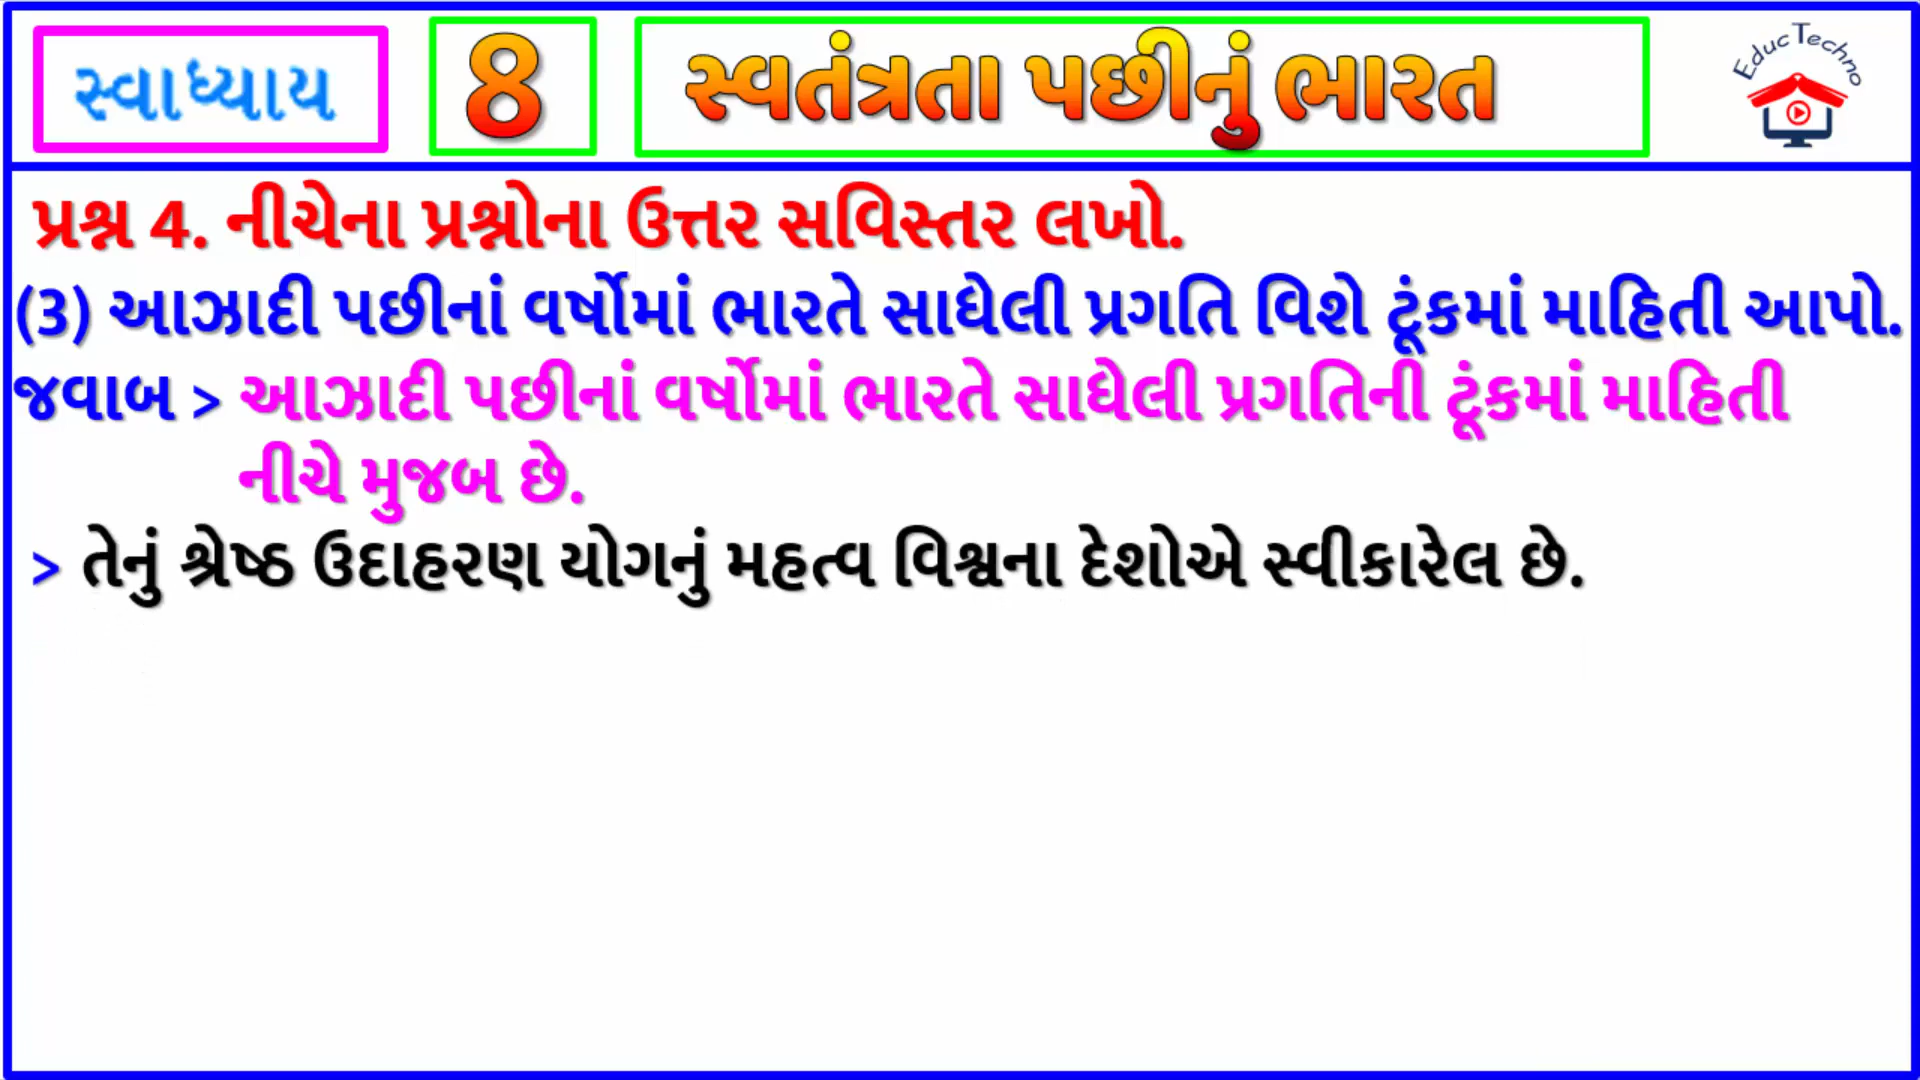 સ્વાધ્યાય
8
સ્વતંત્રતા પછીનું ભારત
EducTechno
પ્રશ્ન 4. નીચેના પ્રશ્નોના ઉત્તર સવિસ્તર લખો.
(૩) આઝાદી પછીનાં વર્ષોમાં ભારતે સાધેલી પ્રગતિ વિશે ટૂંકમાં માહિતી આપો.
જવાબ > આઝાદી પછીનાં વર્ષોમાં ભારતે સાધેલી પ્રગતિની ટૂંકમાં માહિતી
નીચે મુજબ છે.
> તેનું શ્રેષ્ઠ ઉદાહરણ યોગનું મહત્વ વિશ્વના દેશોએ સ્વીકારેલ છે.